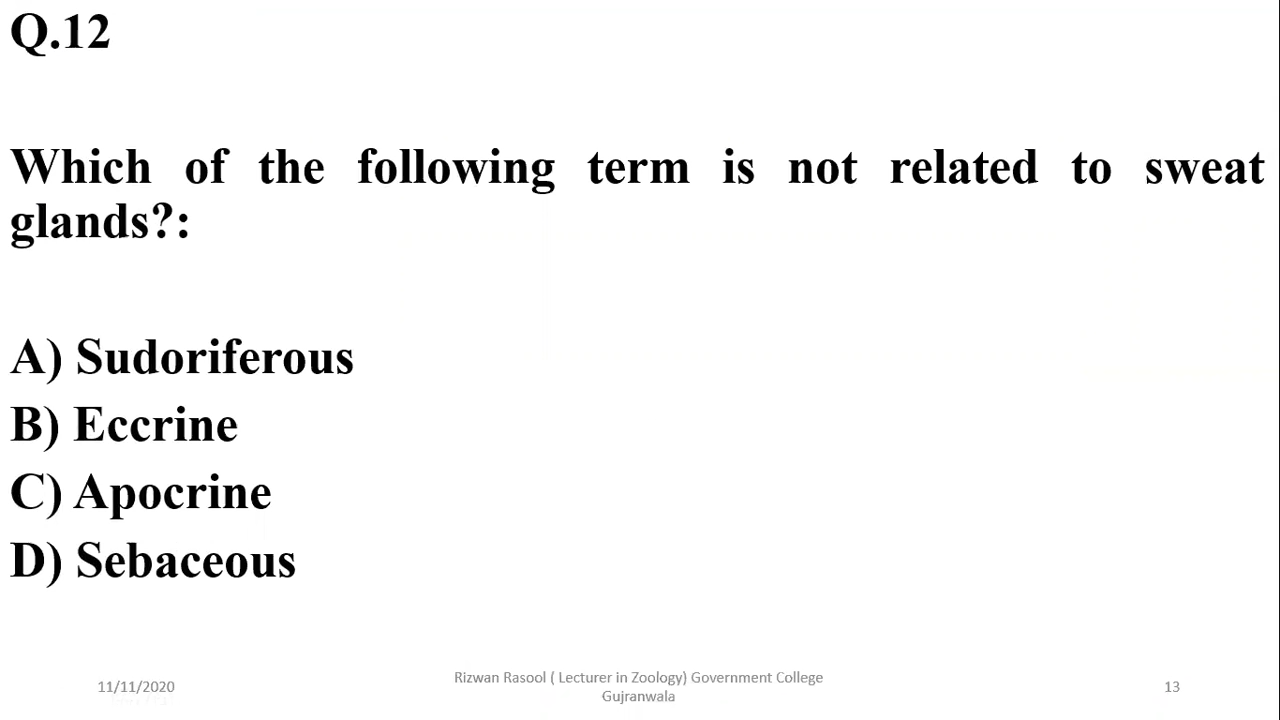 Q.12
Which of the following term is not related to sweat
glands?:
A) Sudoriferous
B) Eccrine
C) Apocrine
D) Sebaceous
11/11/2020
Rizwan Rasool ( Lecturer in Zoology) Government College
Gujranwala
13